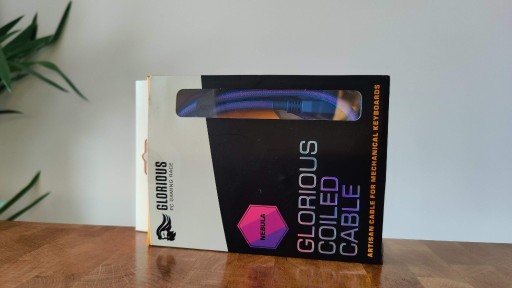 GLORIOUS
PC GAMING RACE
NEBULA
GLORIOUS
COILED
CABLE
ARTISAN CABLE FOR MECHANICAL KEYBOARDS